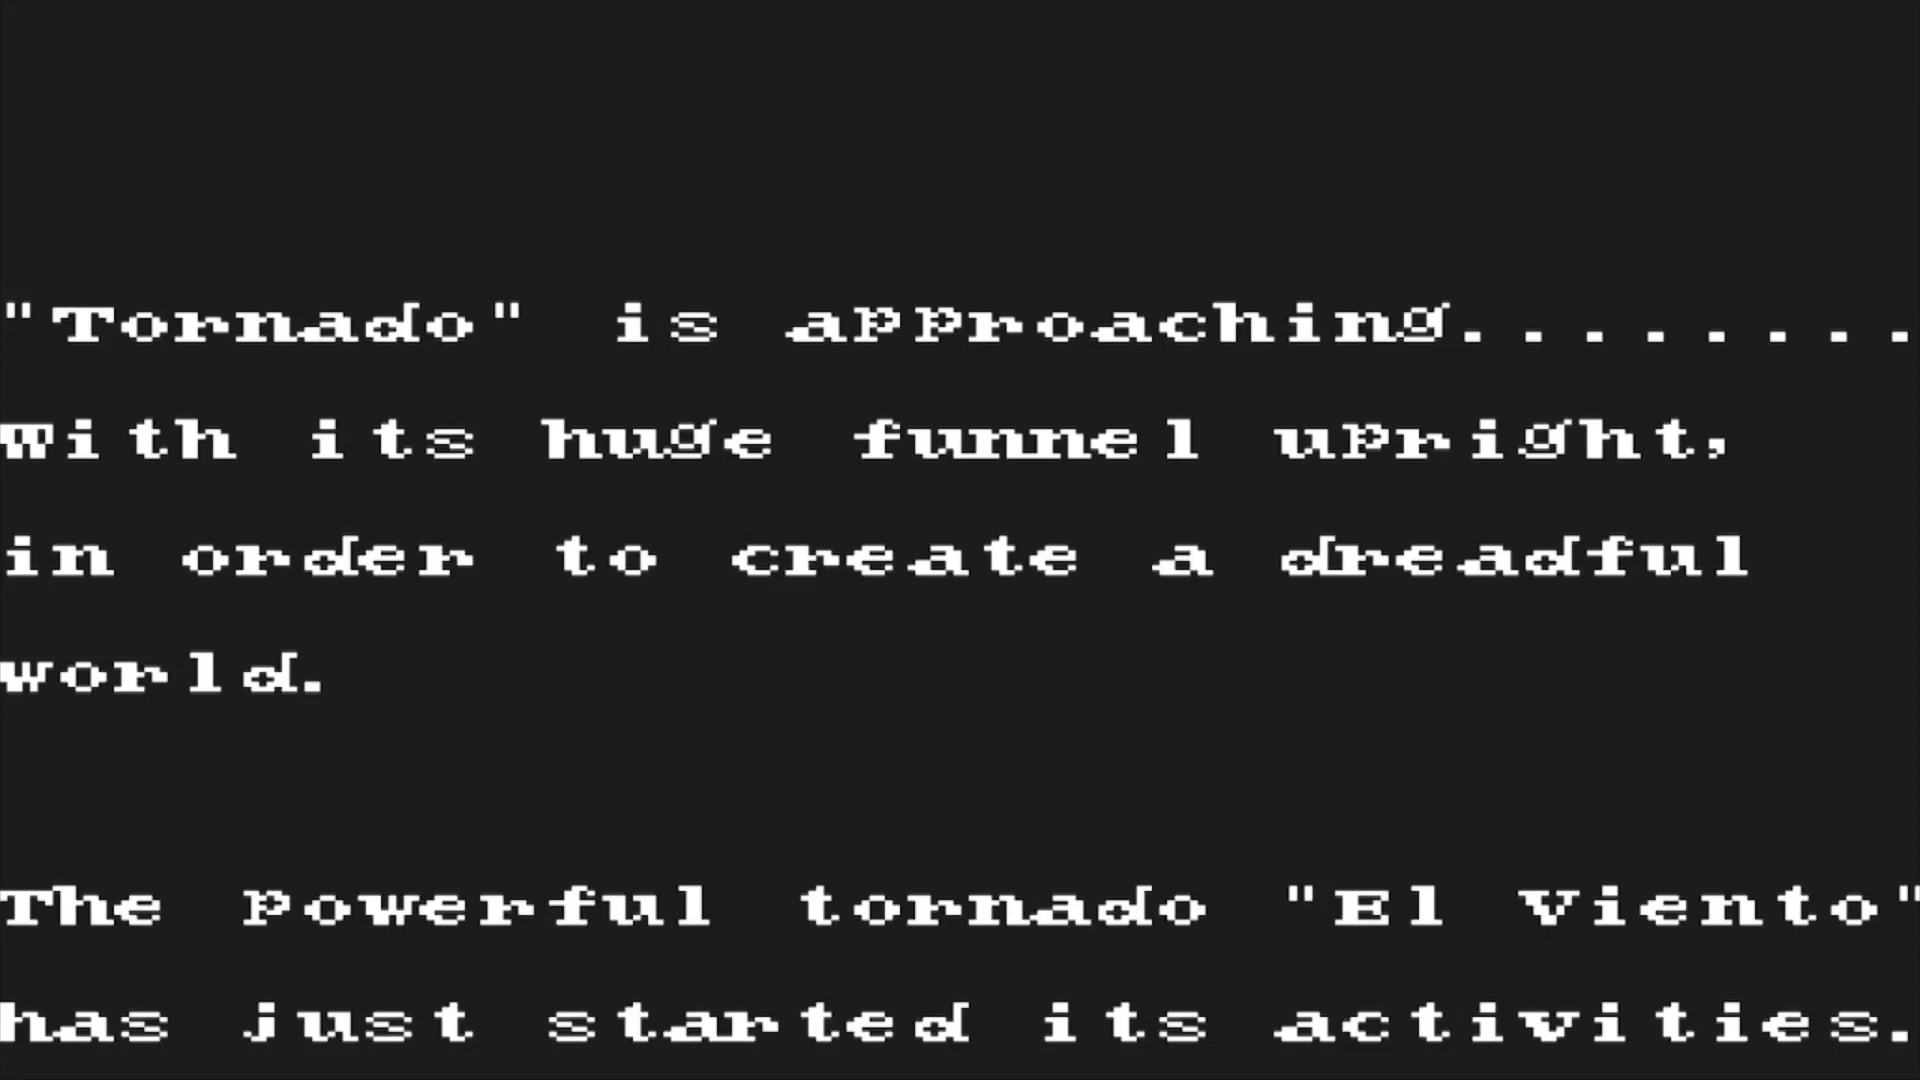 "Tornado" is approaching........
With its huge funnel upright,
in order to create a dreadful
world.
The powerful tornado "El Viento"
has just started its activities.